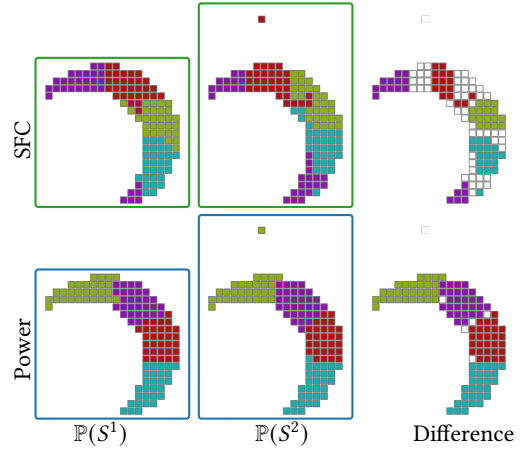 SFC
Power
ℙ(S¹)
ℙ(S²)
Difference